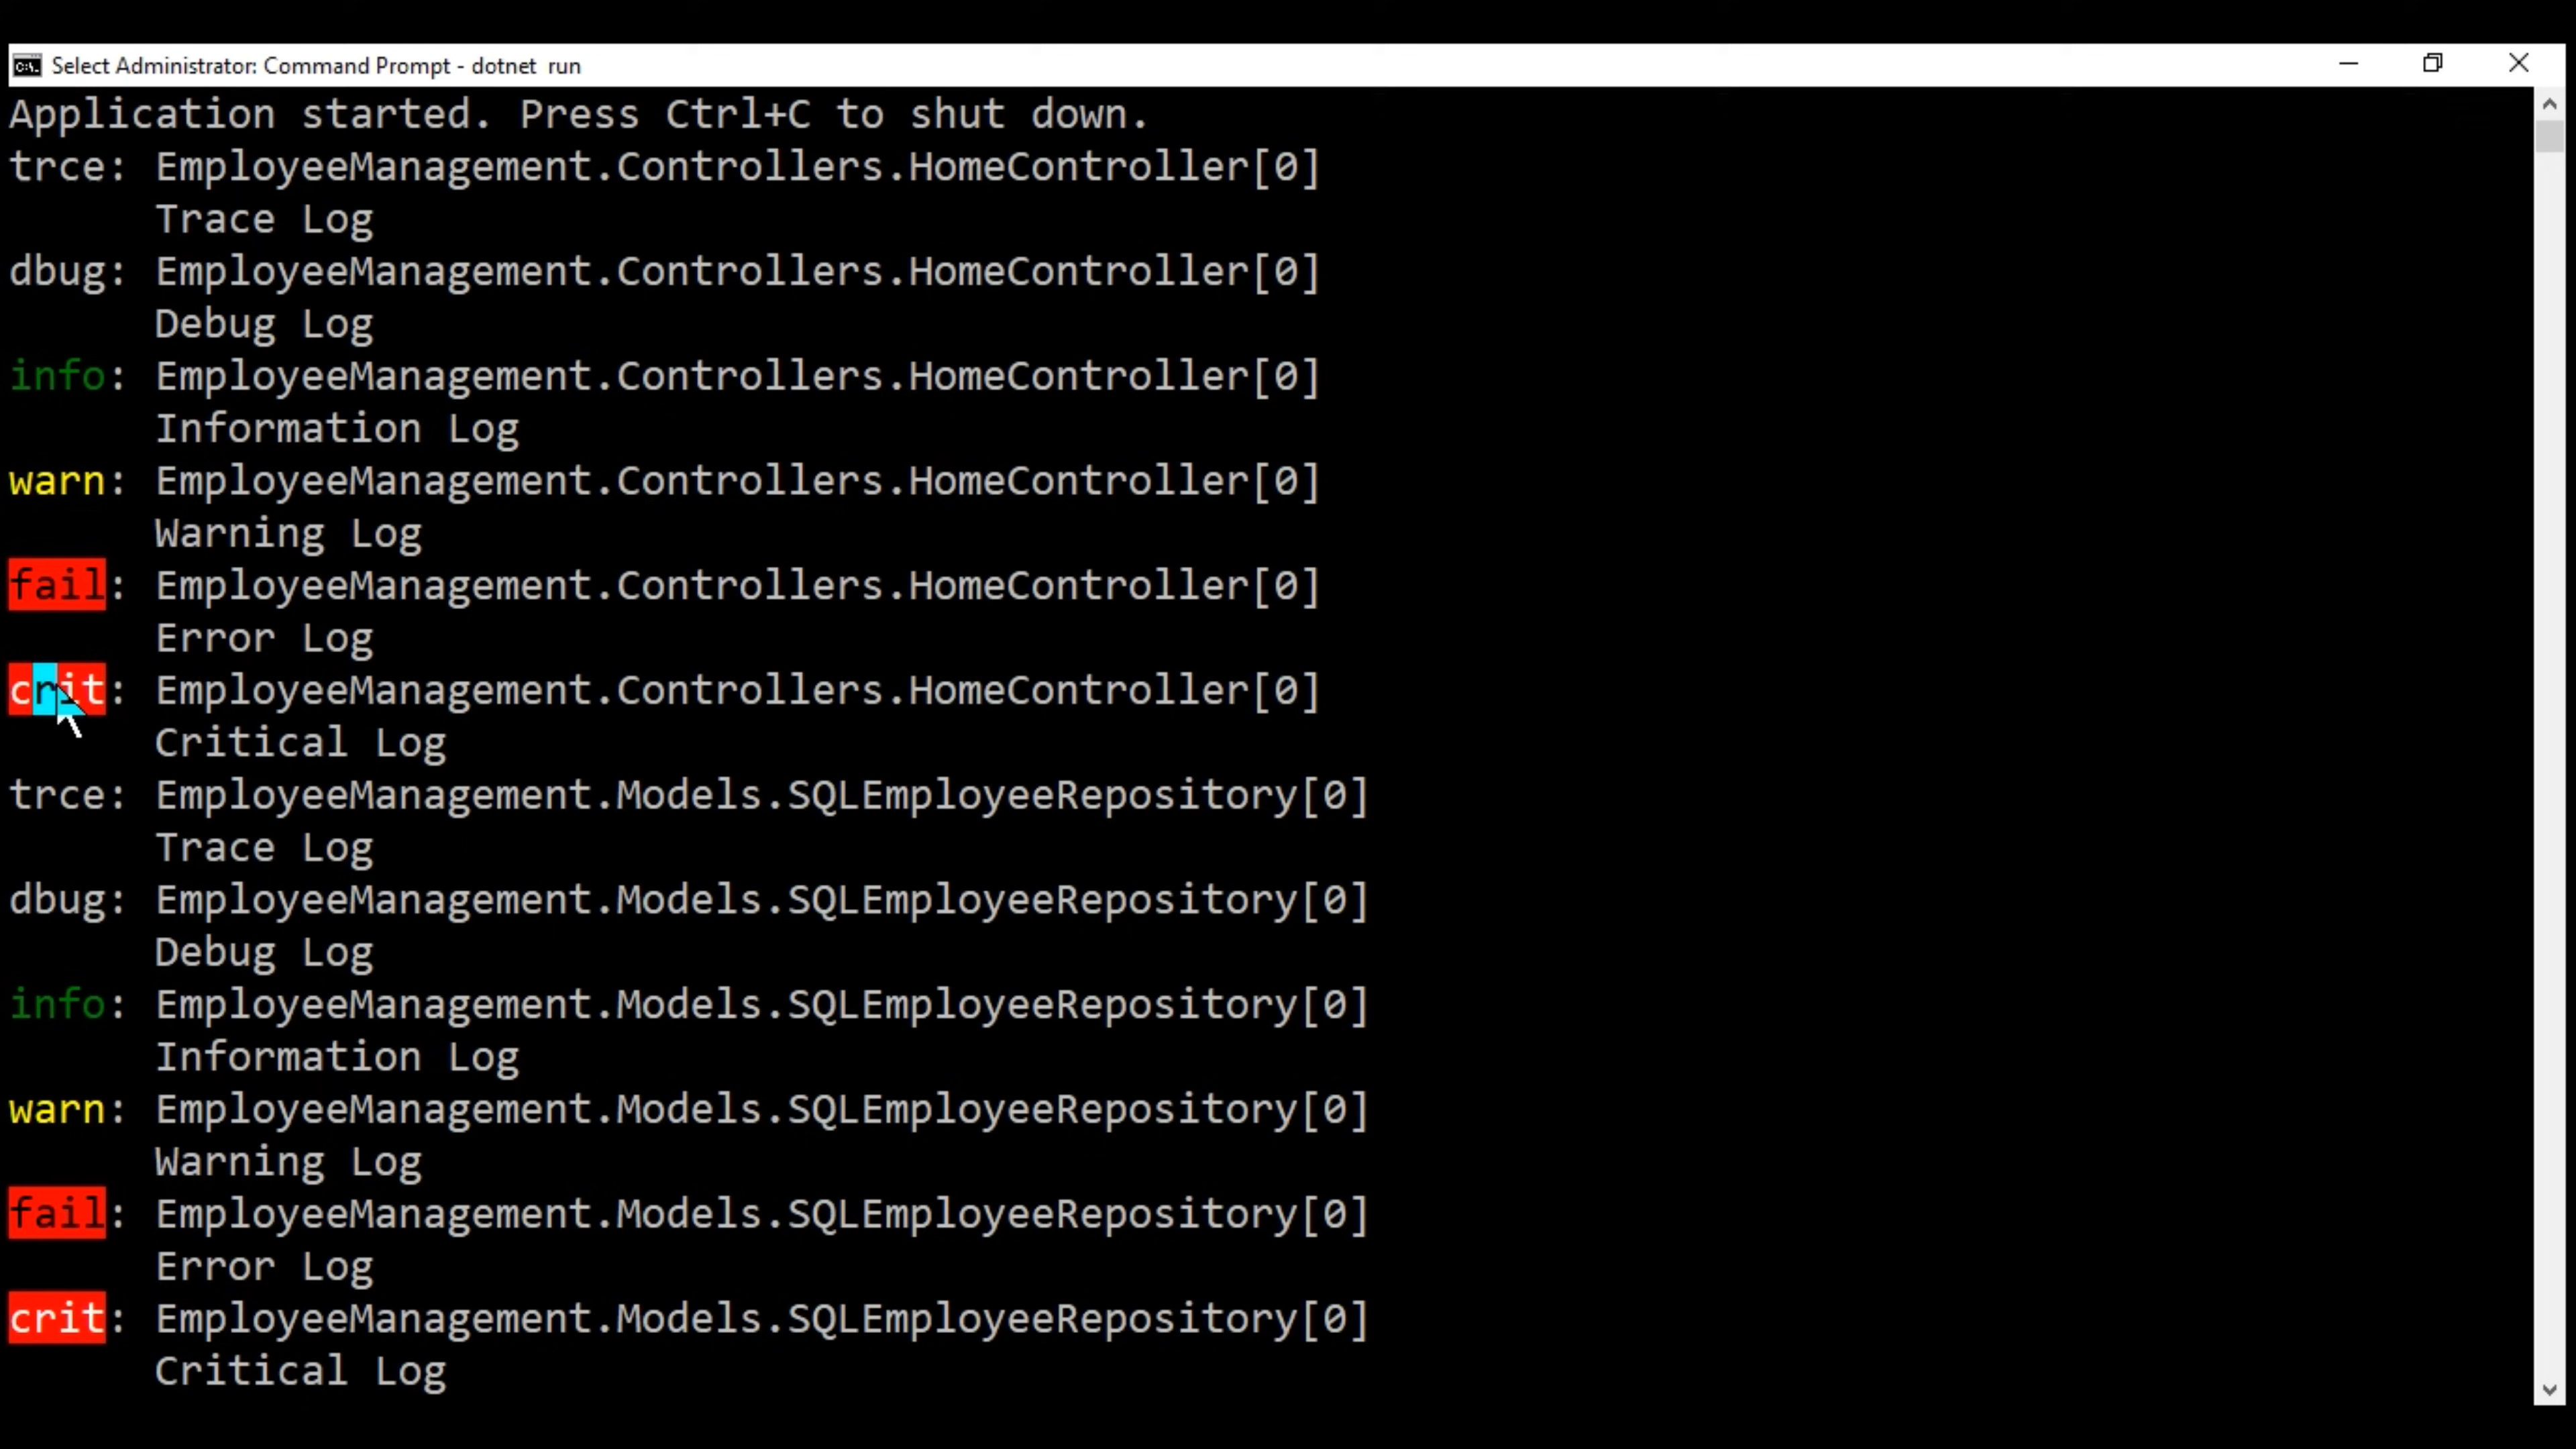 Select Administrator: Command Prompt - dotnet  run
Application started. Press Ctrl+C to shut down.
trce: EmployeeManagement.Controllers.HomeController[0]
      Trace Log
dbug: EmployeeManagement.Controllers.HomeController[0]
      Debug Log
info: EmployeeManagement.Controllers.HomeController[0]
      Information Log
warn: EmployeeManagement.Controllers.HomeController[0]
      Warning Log
fail: EmployeeManagement.Controllers.HomeController[0]
      Error Log
crit: EmployeeManagement.Controllers.HomeController[0]
      Critical Log
trce: EmployeeManagement.Models.SQLEmployeeRepository[0]
      Trace Log
dbug: EmployeeManagement.Models.SQLEmployeeRepository[0]
      Debug Log
info: EmployeeManagement.Models.SQLEmployeeRepository[0]
      Information Log
warn: EmployeeManagement.Models.SQLEmployeeRepository[0]
      Warning Log
fail: EmployeeManagement.Models.SQLEmployeeRepository[0]
      Error Log
crit: EmployeeManagement.Models.SQLEmployeeRepository[0]
      Critical Log